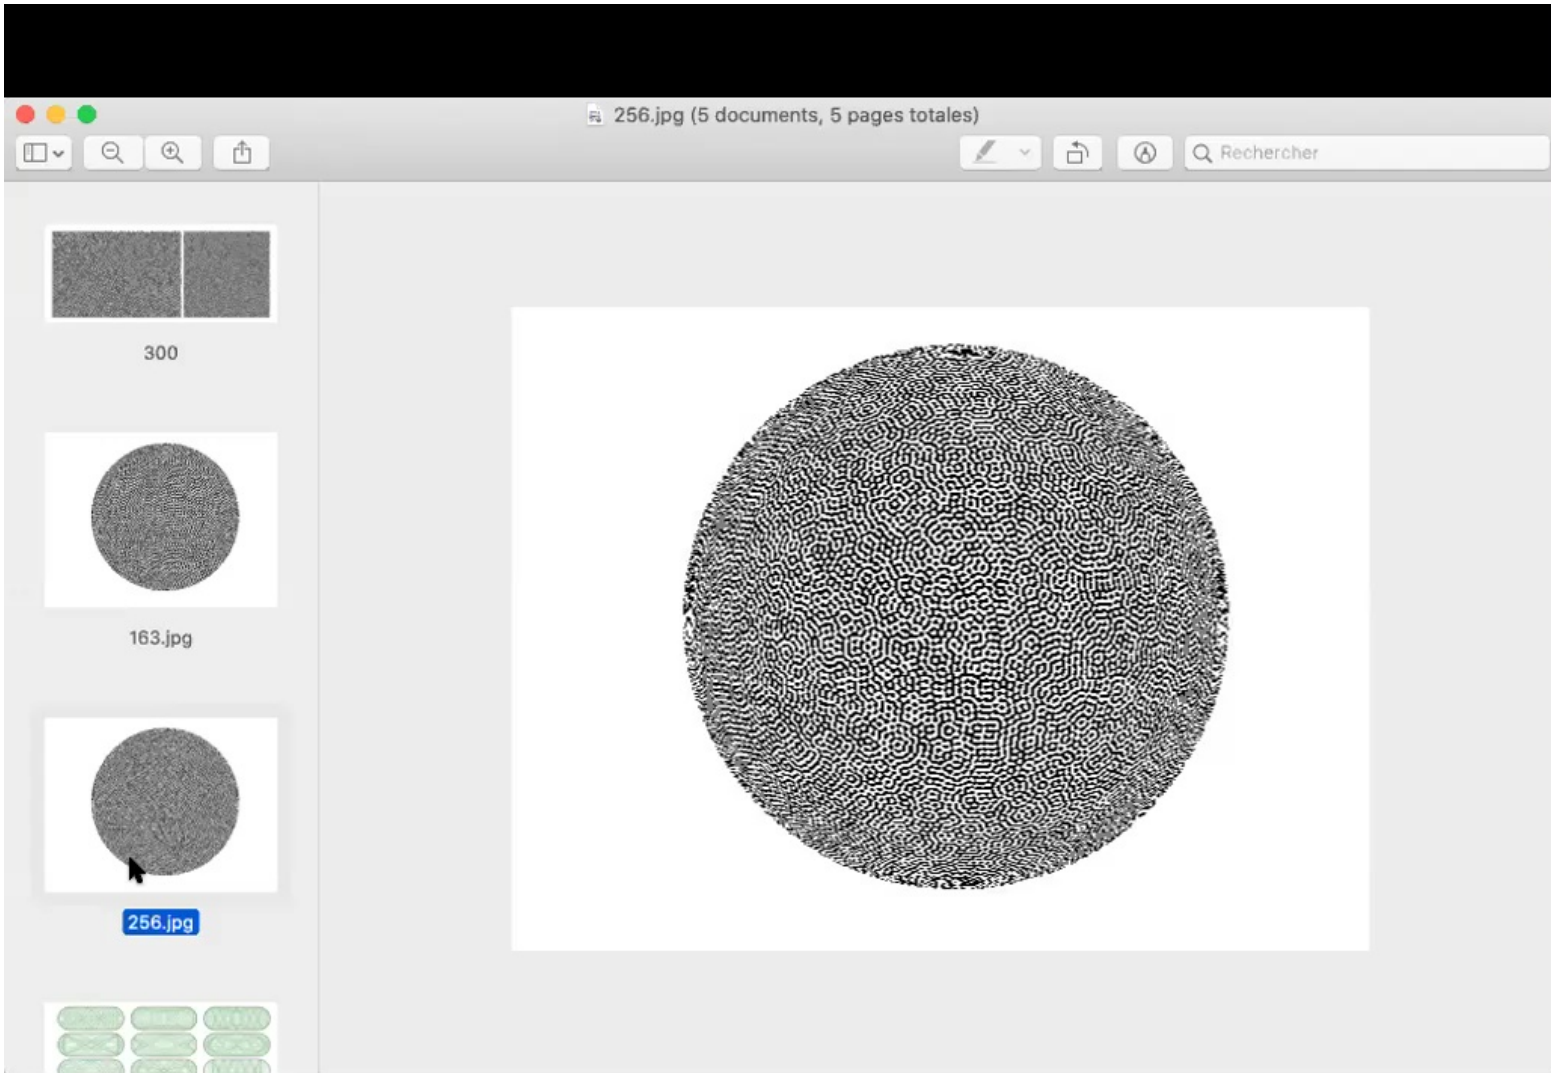 256.jpg (5 documents, 5 pages totales)
Rechercher
300
163.jpg
256.jpg